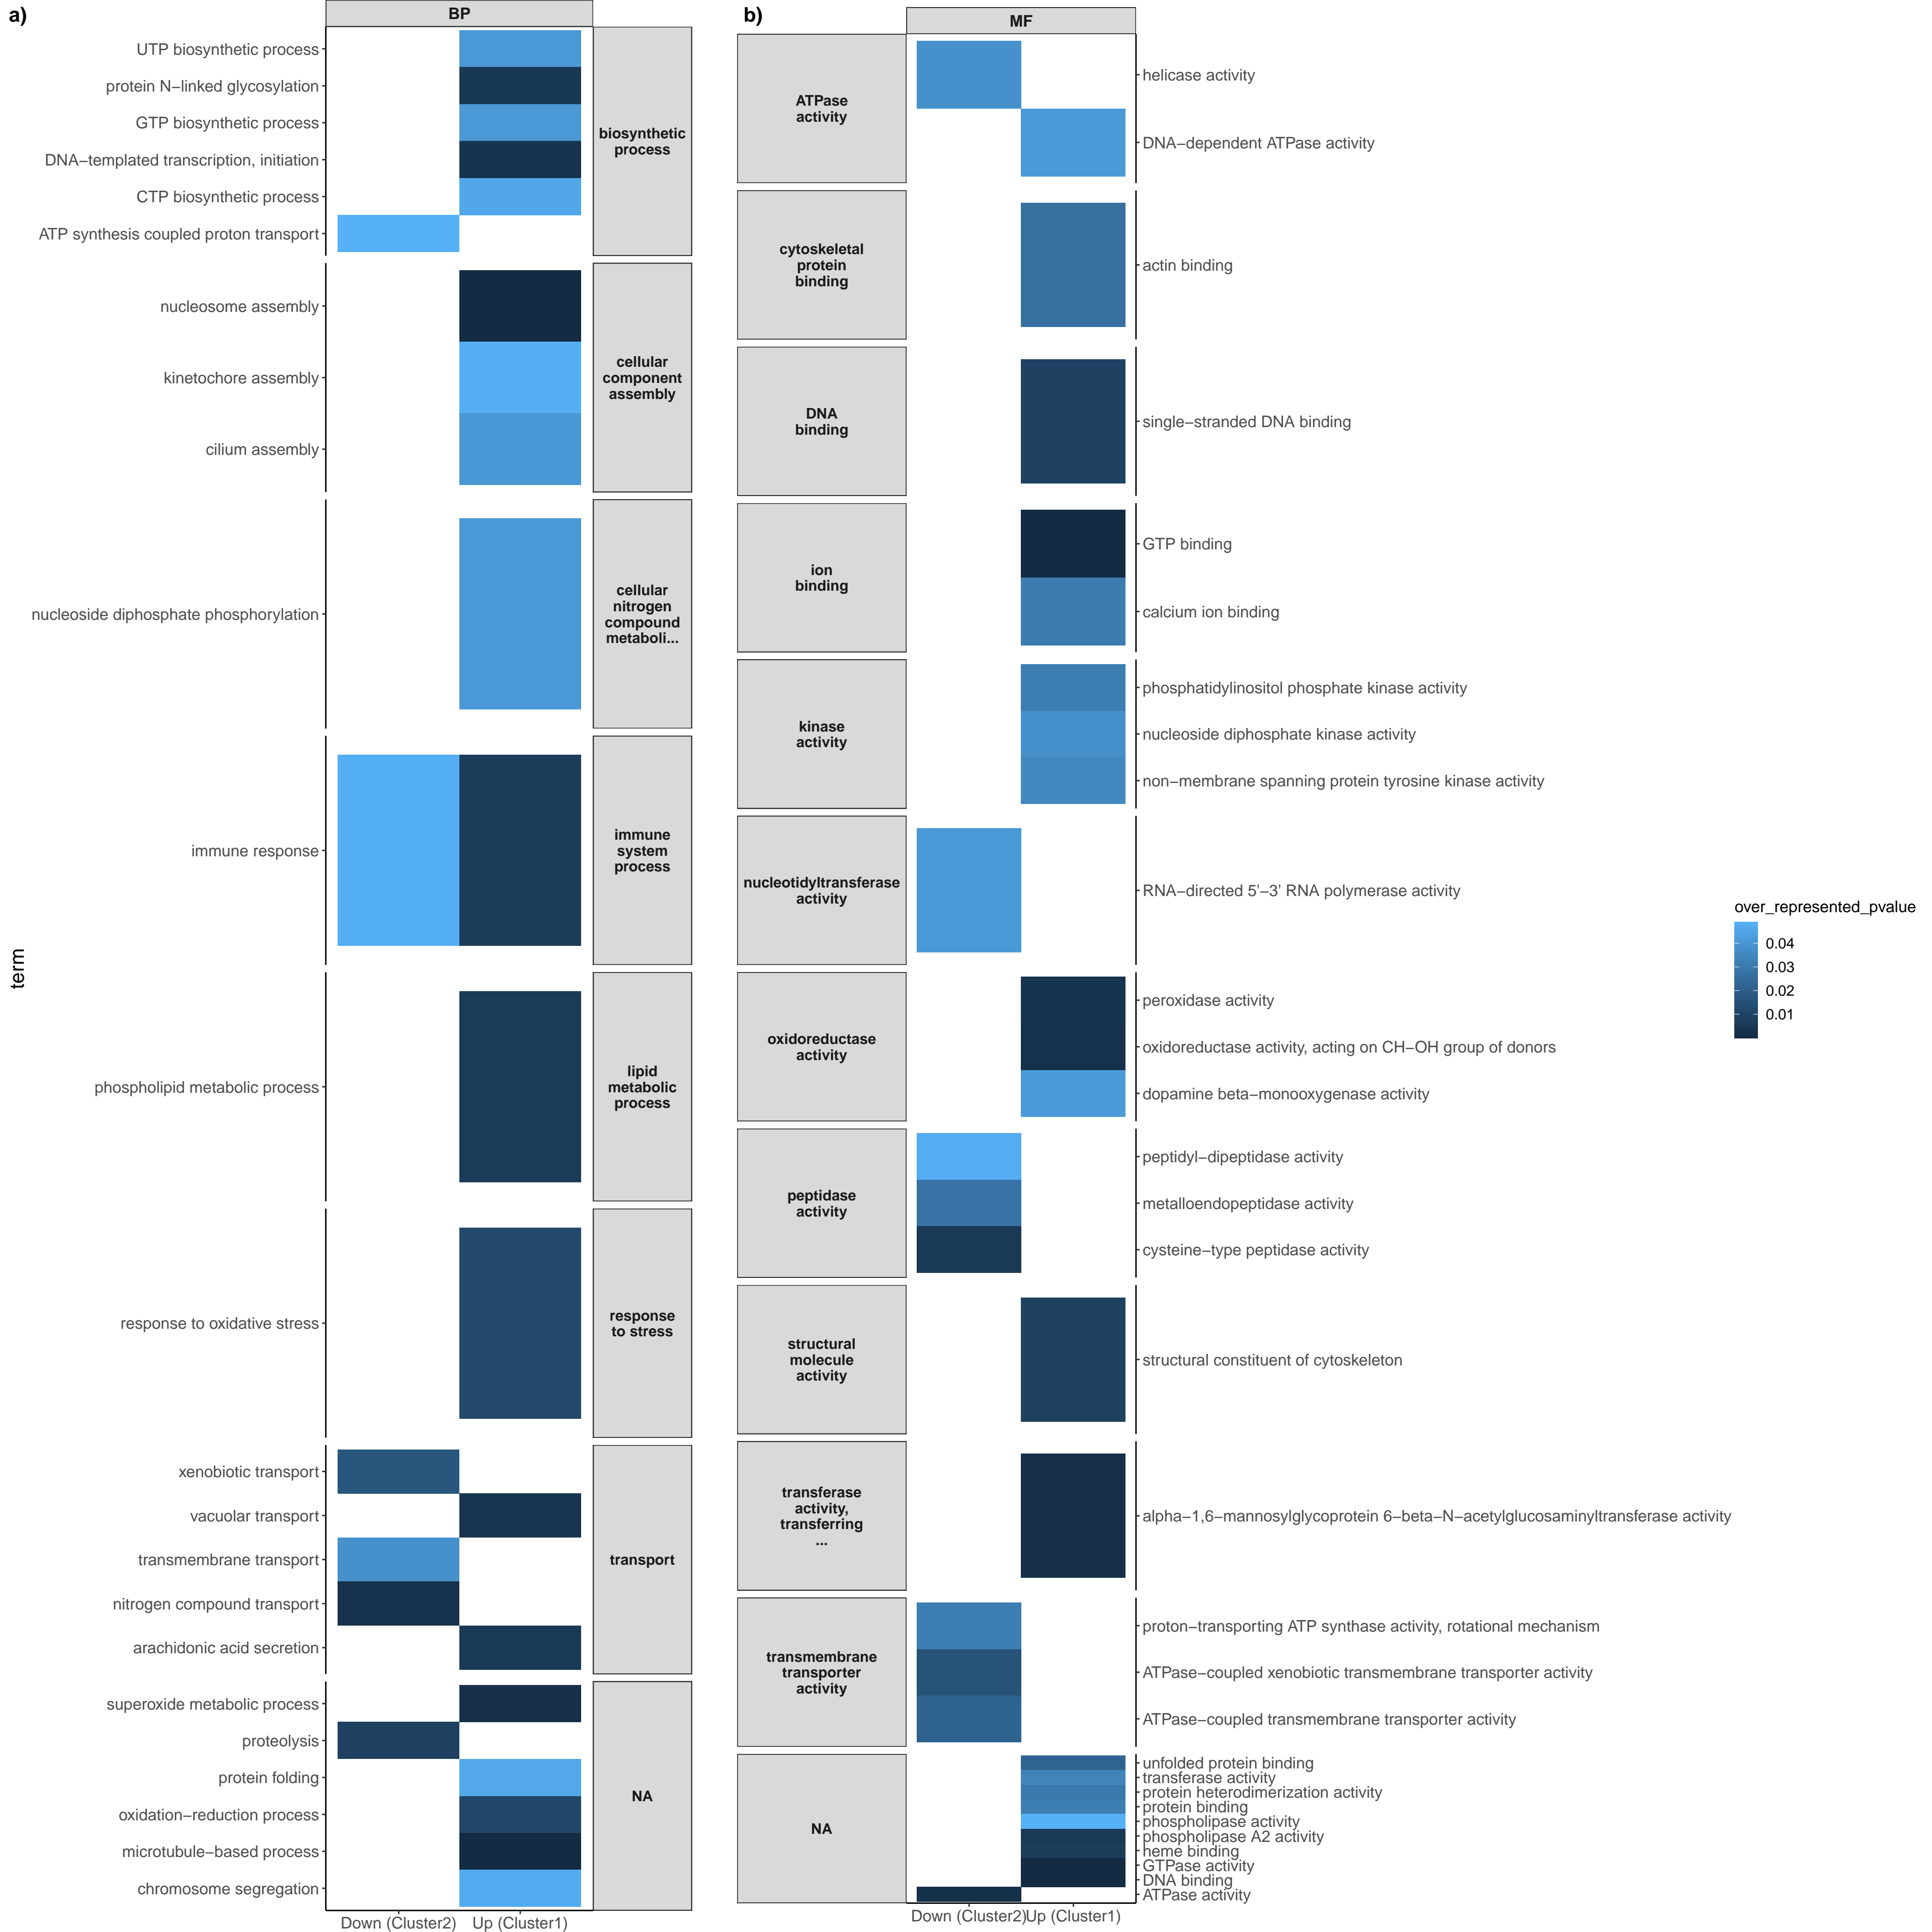 a)
BP
UTP biosynthetic process
protein N−linked glycosylation
GTP biosynthetic process
DNA−templated transcription, initiation
CTP biosynthetic process
ATP synthesis coupled proton transport
biosynthetic
process
nucleosome assembly
kinetochore assembly
cilium assembly
cellular
component
assembly
nucleoside diphosphate phosphorylation
cellular
nitrogen
compound
metaboli...
immune response
immune
system
process
phospholipid metabolic process
lipid
metabolic
process
response to oxidative stress
response
to stress
xenobiotic transport
vacuolar transport
transmembrane transport
nitrogen compound transport
arachidonic acid secretion
transport
superoxide metabolic process
proteolysis
protein folding
oxidation−reduction process
microtubule−based process
chromosome segregation
NA
Down (Cluster2)
Up (Cluster1)
term
b)
MF
ATPase
activity
helicase activity
DNA−dependent ATPase activity
cytoskeletal
protein
binding
actin binding
DNA
binding
single−stranded DNA binding
ion
binding
GTP binding
calcium ion binding
kinase
activity
phosphatidylinositol phosphate kinase activity
nucleoside diphosphate kinase activity
non−membrane spanning protein tyrosine kinase activity
nucleotidyltransferase
activity
RNA−directed 5'−3' RNA polymerase activity
oxidoreductase
activity
peroxidase activity
oxidoreductase activity, acting on CH−OH group of donors
dopamine beta−monooxygenase activity
peptidase
activity
peptidyl−dipeptidase activity
metalloendopeptidase activity
cysteine−type peptidase activity
structural
molecule
activity
structural constituent of cytoskeleton
transferase
activity,
transferring
...
alpha−1,6−mannosylglycoprotein 6−beta−N−acetylglucosaminyltransferase activity
transmembrane
transporter
activity
proton−transporting ATP synthase activity, rotational mechanism
ATPase−coupled xenobiotic transmembrane transporter activity
ATPase−coupled transmembrane transporter activity
NA
unfolded protein binding
transferase activity
protein heterodimerization activity
protein binding
phospholipase activity
phospholipase A2 activity
heme binding
GTPase activity
DNA binding
ATPase activity
Down (Cluster2)
Up (Cluster1)
over_represented_pvalue
0.04
0.03
0.02
0.01